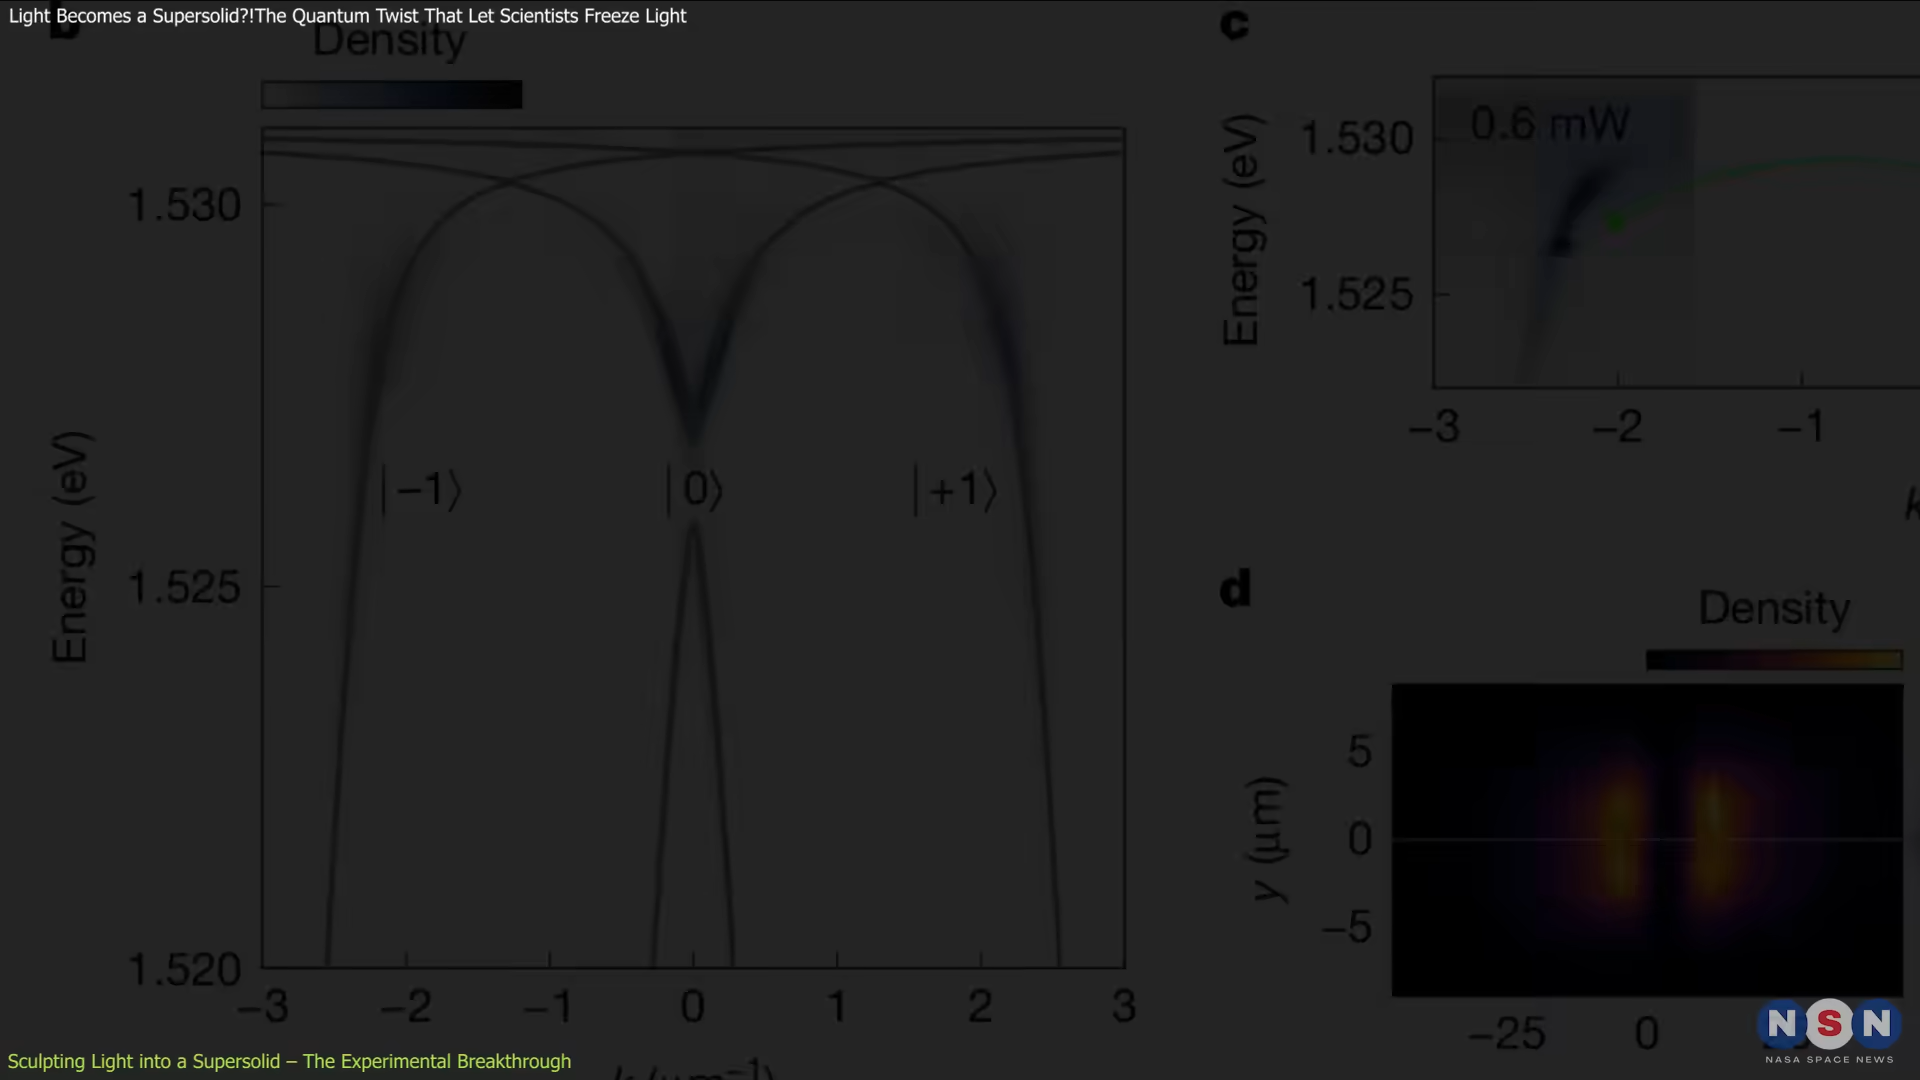 Light Becomes a Supersolid?!The Quantum Twist That Let Scientists Freeze Light
b
Density
Energy (eV)
1.530
1.525
1.520
|−1⟩
|0⟩
|+1⟩
−3 −2 −1 0 1 2 3
c
Energy (eV)
1.530
1.525
0.6 mW
−3 −2 −1
k
d
Density
y (μm)
5
0
−5
−25 0
NSN
NASA SPACE NEWS
Sculpting Light into a Supersolid – The Experimental Breakthrough